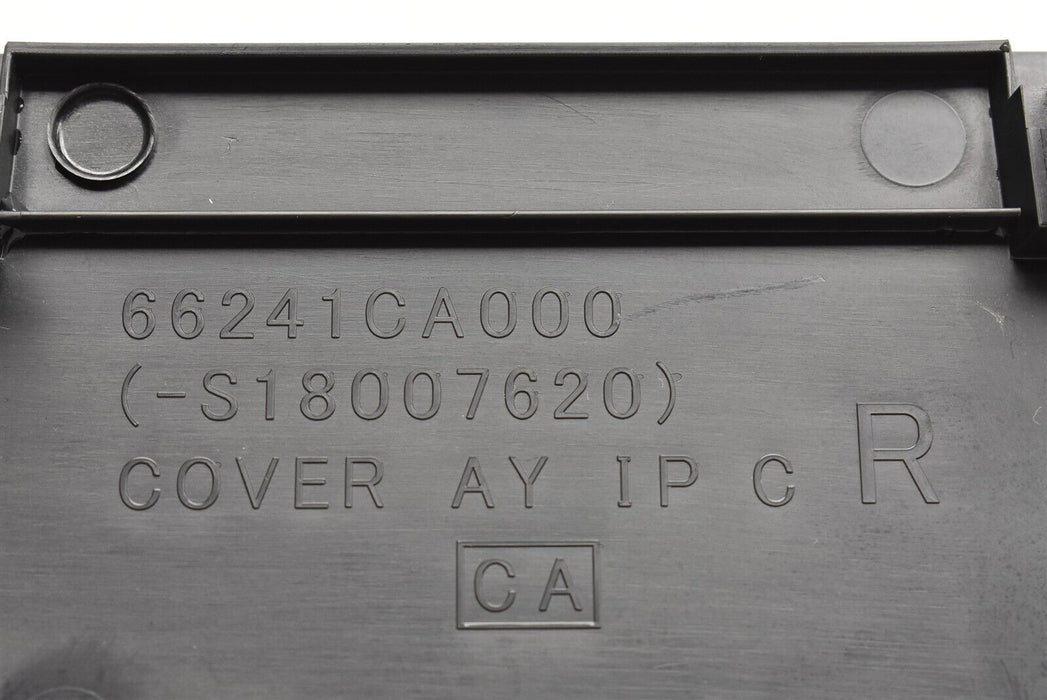 66241CA000
(-S18007620)
COVER AY IP C R
CA